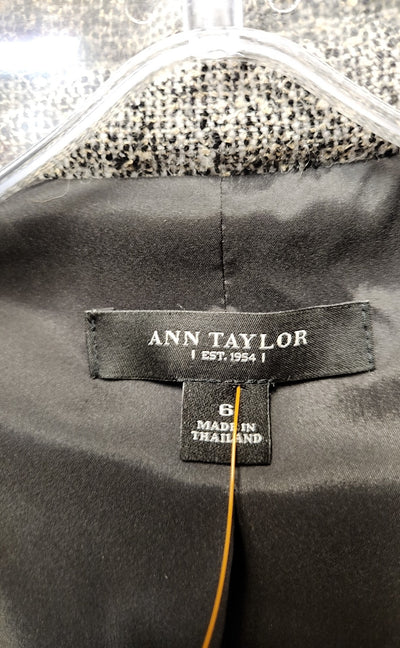 ANN TAYLOR
| EST. 1954 |
6
MADE IN
THAILAND